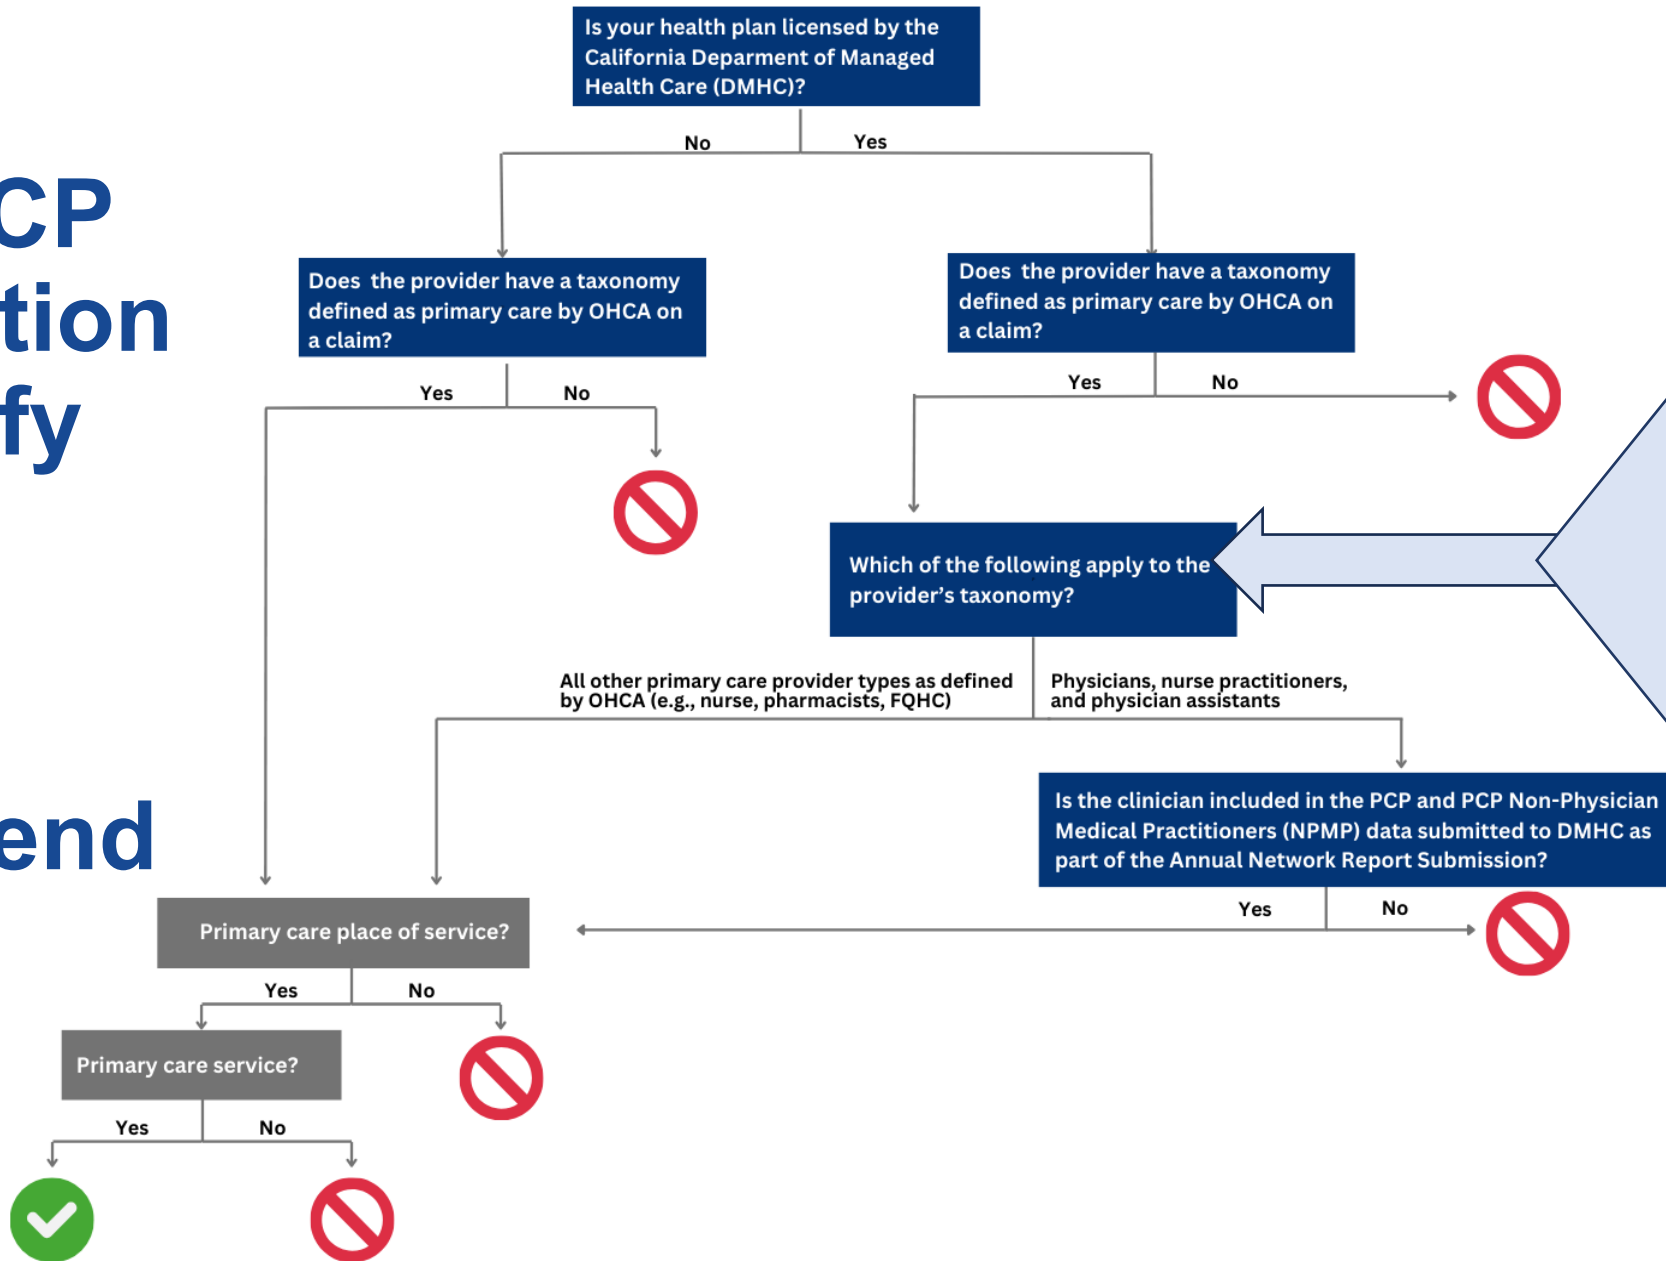 Is your health plan licensed by the
California Deparment of Managed
Health Care (DMHC)?
No
Yes
CP
tion
fy
end
Does the provider have a taxonomy
defined as primary care by OHCA on
a claim?
Does the provider have a taxonomy
defined as primary care by OHCA on
a claim?
Yes
No
Yes
No
Which of the following apply to the
provider's taxonomy?
All other primary care provider types as defined
by OHCA (e.g., nurse, pharmacists, FQHC)
Physicians, nurse practitioners,
and physician assistants
Is the clinician included in the PCP and PCP Non-Physician
Medical Practitioners (NPMP) data submitted to DMHC as
part of the Annual Network Report Submission?
Yes
No
Primary care place of service?
Yes
No
Primary care service?
Yes
No